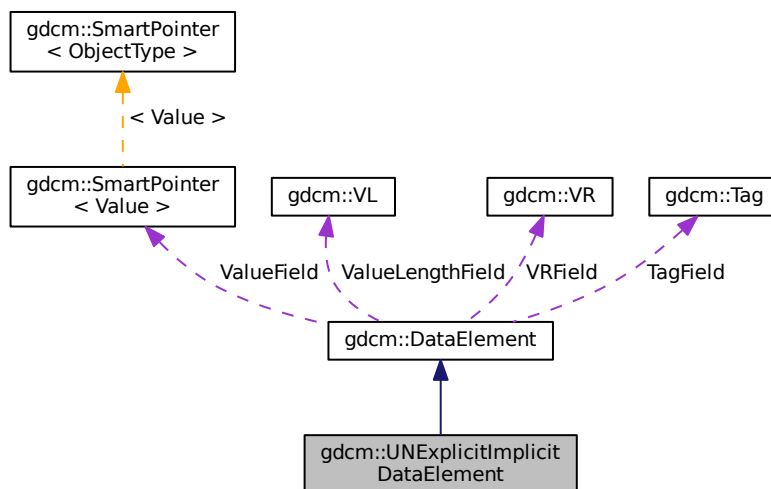 gdcm::SmartPointer
< ObjectType >
< Value >
gdcm::SmartPointer
< Value >
gdcm::VL
gdcm::VR
gdcm::Tag
ValueField
ValueLengthField
VRField
TagField
gdcm::DataElement
gdcm::UNExplicitImplicit
DataElement